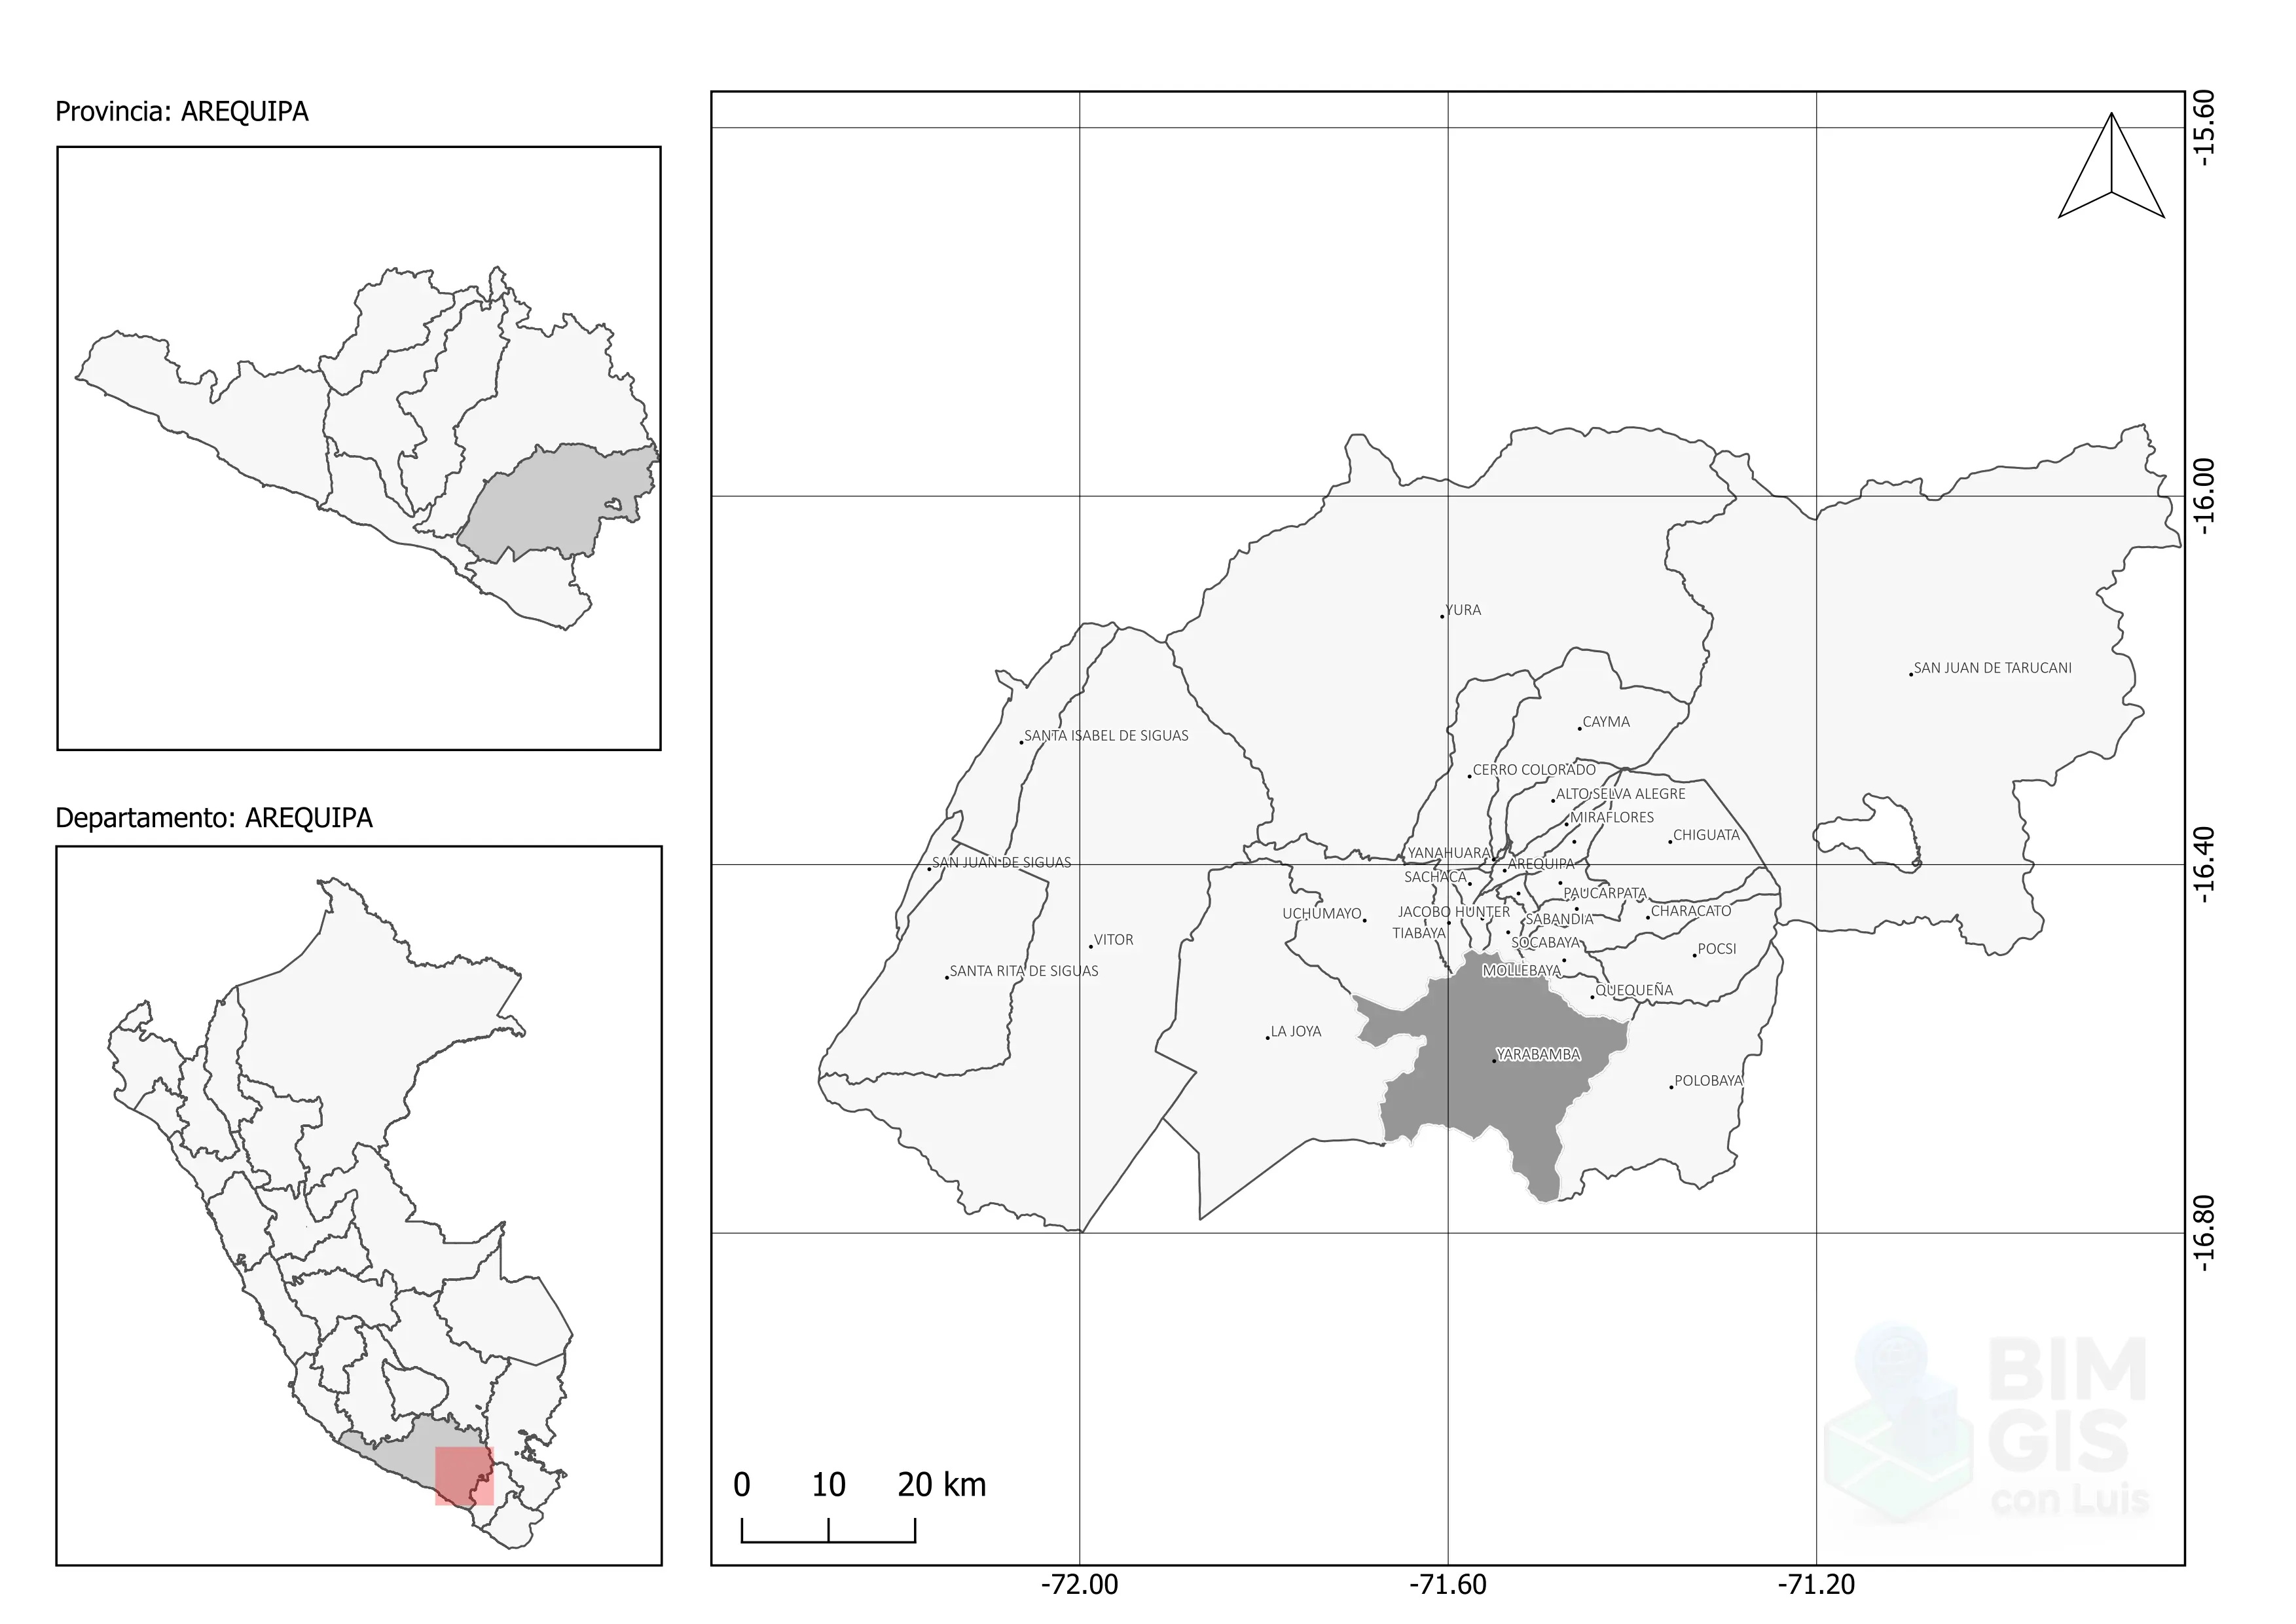 Provincia: AREQUIPA
Departamento: AREQUIPA
-15.60
-16.00
-16.40
-16.80
YURA
SAN JUAN DE TARUCANI
CAYMA
SANTA ISABEL DE SIGUAS
CERRO COLORADO
ALTO SELVA ALEGRE
MIRAFLORES
CHIGUATA
YANAHUARA
AREQUIPA
SAN JUAN DE SIGUAS
SACHACA
PAUCARPATA
UCHUMAYO
JACOBO HUNTER
SABANDIA
CHARACATO
TIABAYA
VITOR
SOCABAYA
POCSI
SANTA RITA DE SIGUAS
MOLLEBAYA
QUEQUEÑA
LA JOYA
YARABAMBA
POLOBAYA
BIM
GIS
con Luis
0 10 20 km
-72.00 -71.60 -71.20